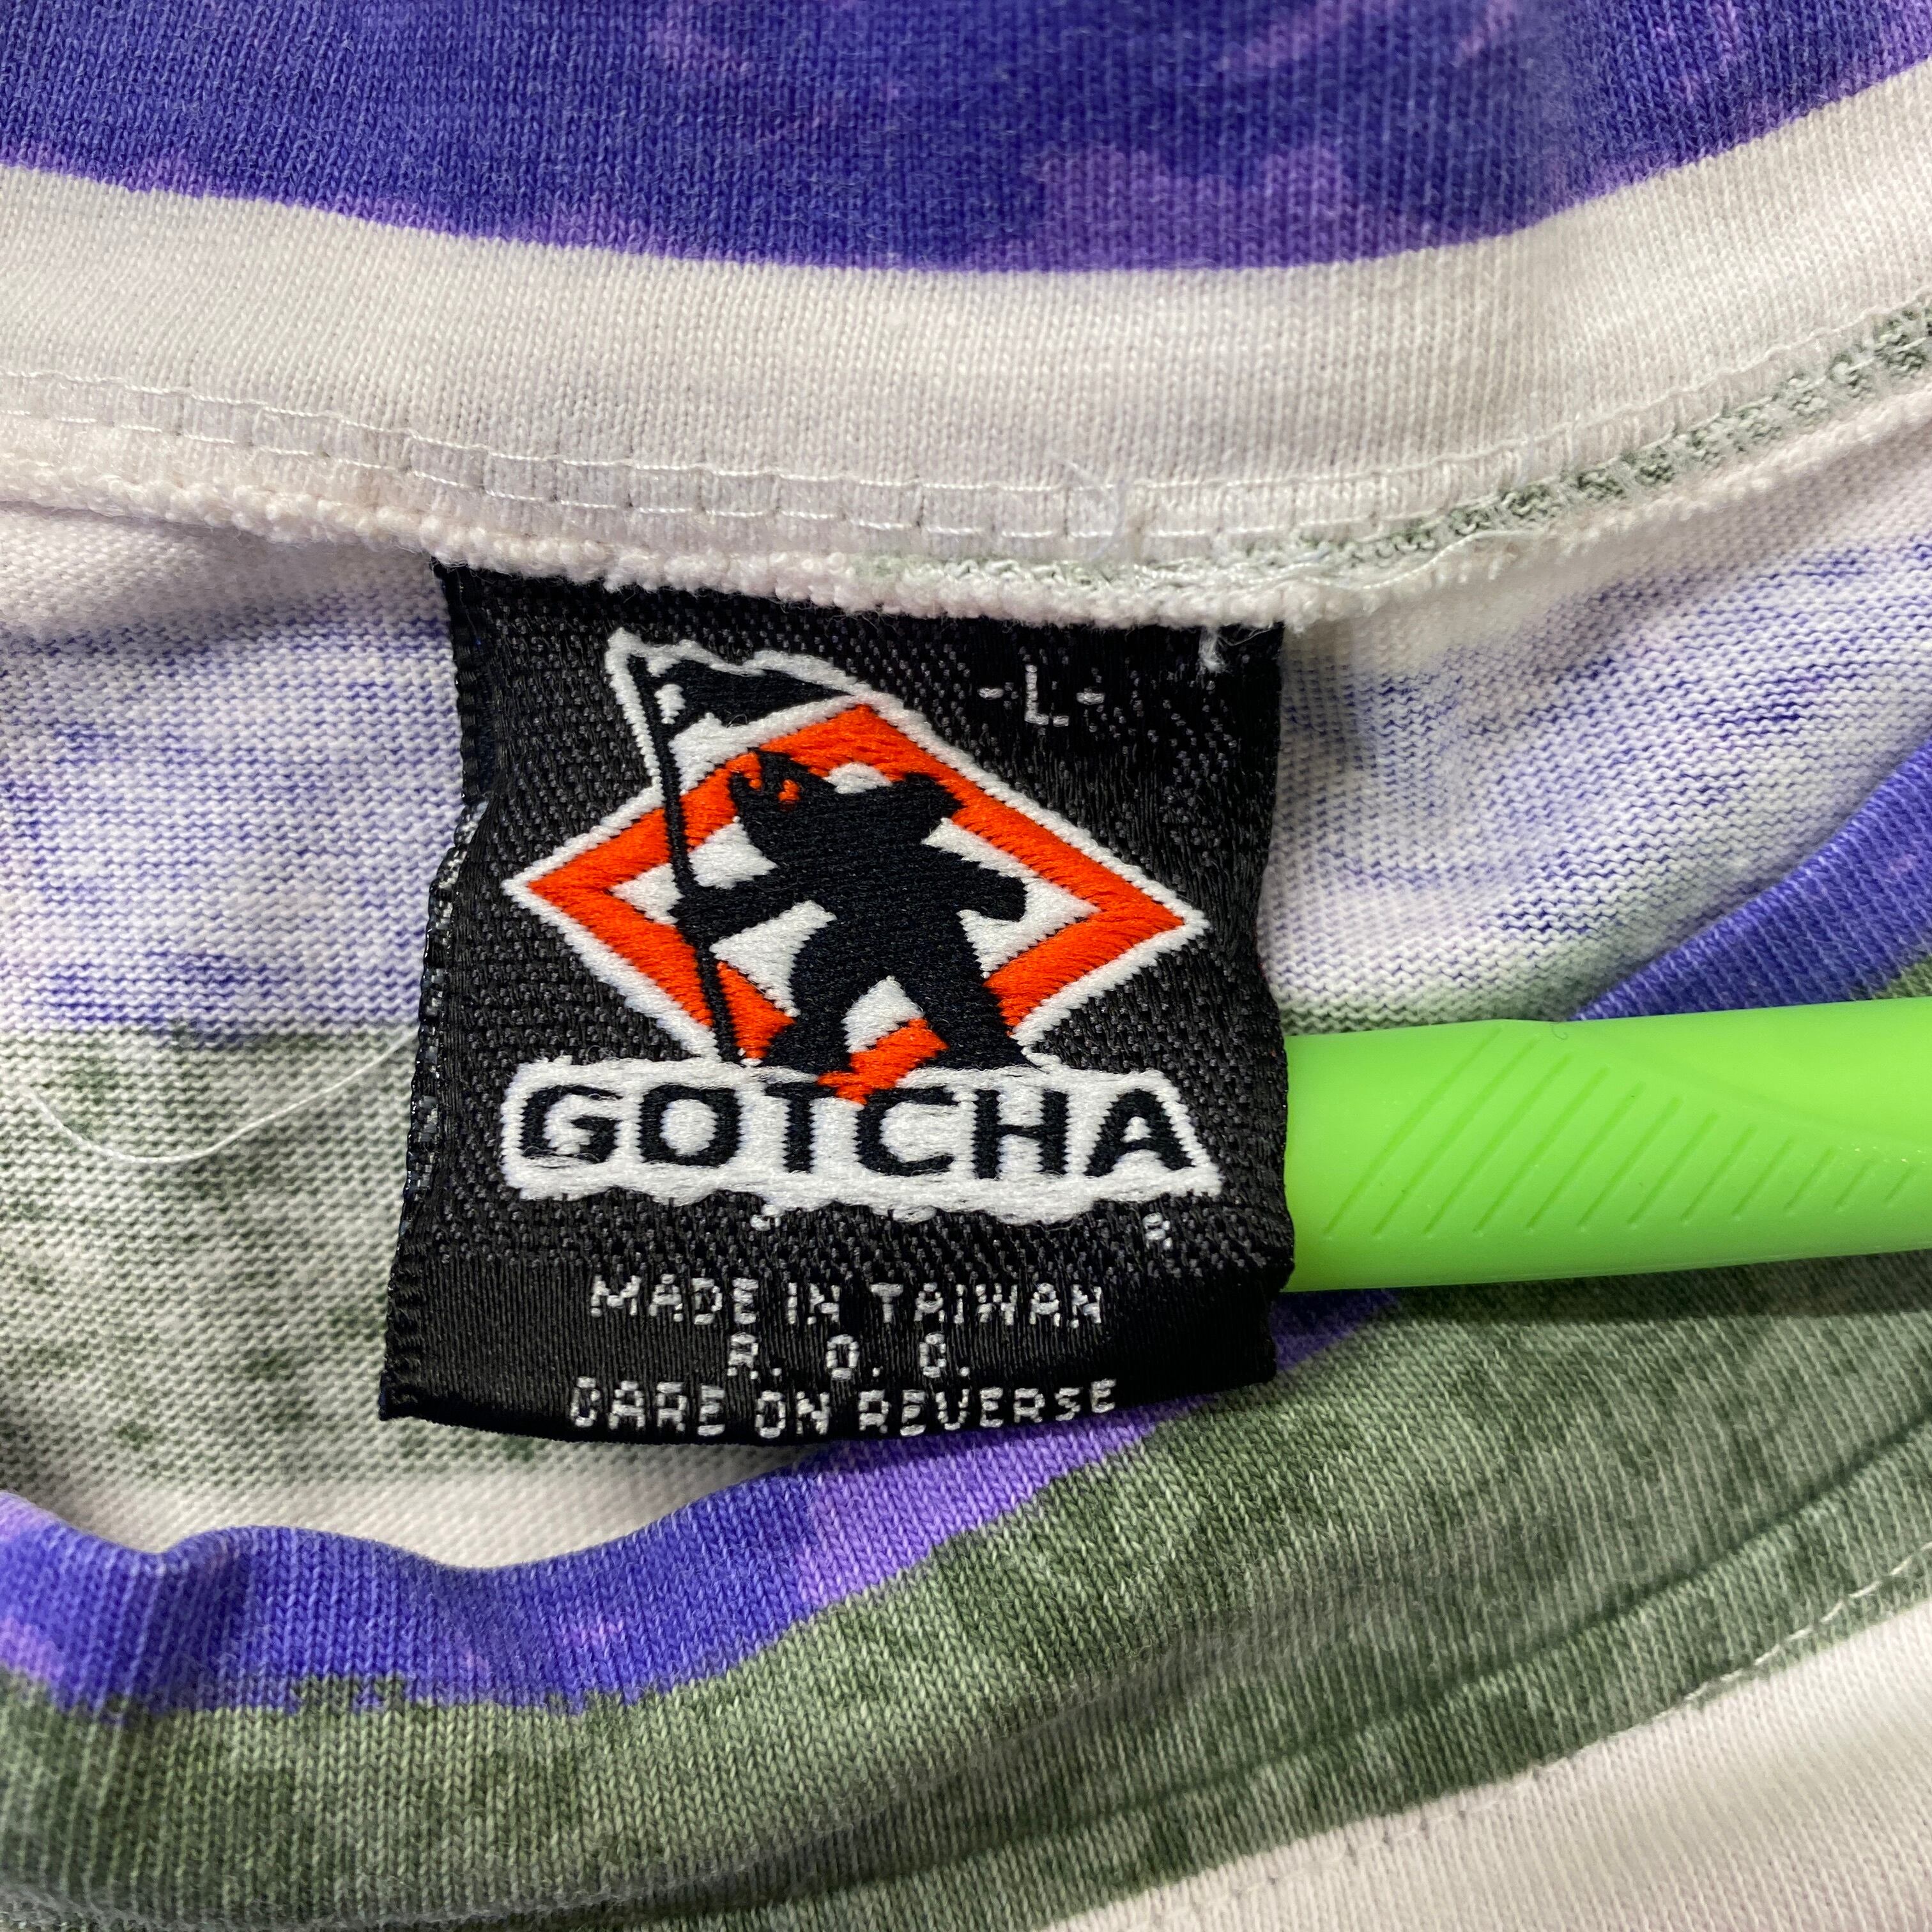 -L-
GOTCHA
R
MADE IN TAIWAN
R. O. C.
CARE ON REVERSE